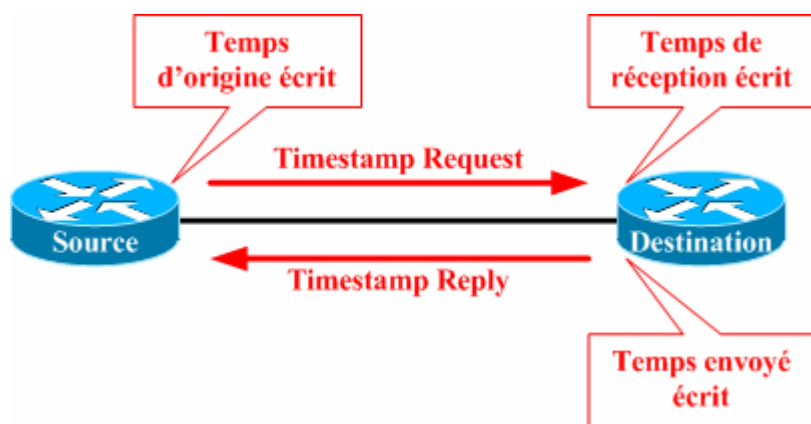 Temps
d'origine écrit
Temps de
réception écrit
Timestamp Request
Source
Destination
Timestamp Reply
Temps envoyé
écrit